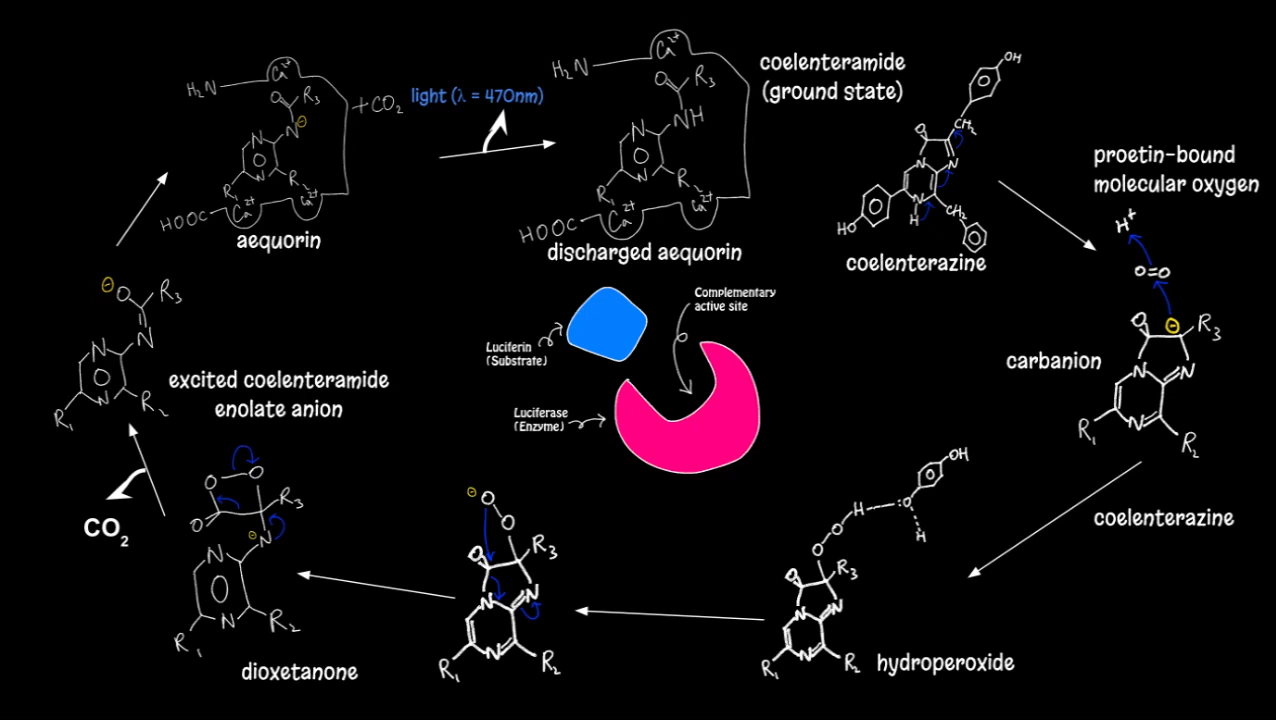 H₂N
Ca²⁺
O
R₃
N
⊖
+ CO₂
N
O
N
R₁
R
HOOC
Ca²⁺
Ca²⁺
aequorin
light (λ = 470nm)
H₂N
Ca²⁺
O
R₃
NH
N
O
N
R₁
R
HOOC
Ca²⁺
Ca²⁺
discharged aequorin
coelenteramide
(ground state)
OH
CH₂
O
N
N
N
H
CH₂
HO
coelenterazine
proetin-bound
molecular oxygen
H⁺
O=O
⊖
O
R₃
N
N
N
R₁
R₂
carbanion
coelenterazine
⊖
O
R₃
N
N
O
N
R₁
R₂
excited coelenteramide
enolate anion
Luciferin
(Substrate)
Complementary
active site
Luciferase
(Enzyme)
CO₂
O
O
R₃
O
⊖
N
N
O
N
R₁
R₂
dioxetanone
⊖
O
O
O
R₃
N
N
N
R₁
R₂
OH
H
:O
H
O
O
O
R₃
N
N
N
R₁
R₂
hydroperoxide